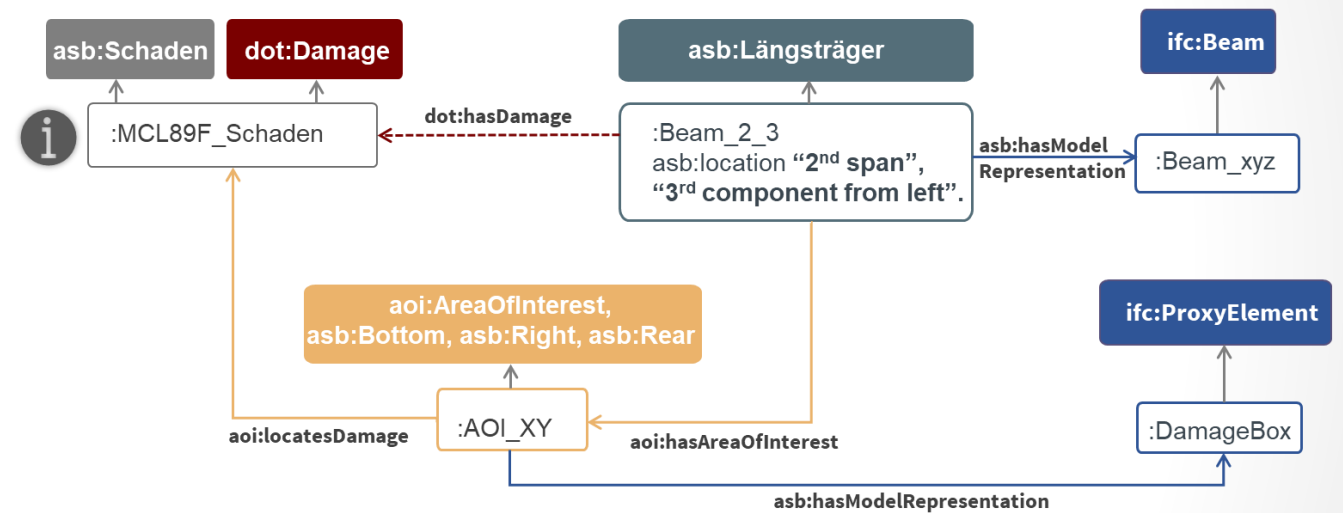 asb:Schaden
dot:Damage
asb:Längsträger
ifc:Beam
i
:MCL89F_Schaden
dot:hasDamage
:Beam_2_3
asb:location “2nd span”,
“3rd component from left”.
asb:hasModel
Representation
:Beam_xyz
aoi:AreaOfInterest,
asb:Bottom, asb:Right, asb:Rear
ifc:ProxyElement
:AOI_XY
aoi:locatesDamage
aoi:hasAreaOfInterest
:DamageBox
asb:hasModelRepresentation